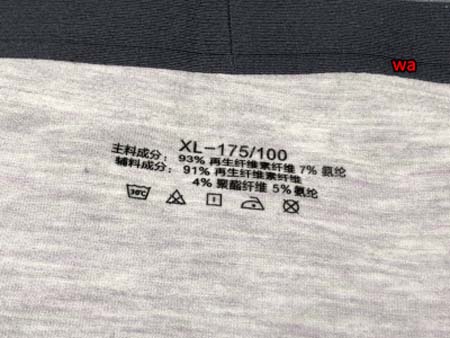 wa
XL-175/100
主料成分: 93% 再生纤维素纤维 7% 氨纶
辅料成分: 91% 再生纤维素纤维
4% 聚酯纤维 5% 氨纶
30℃